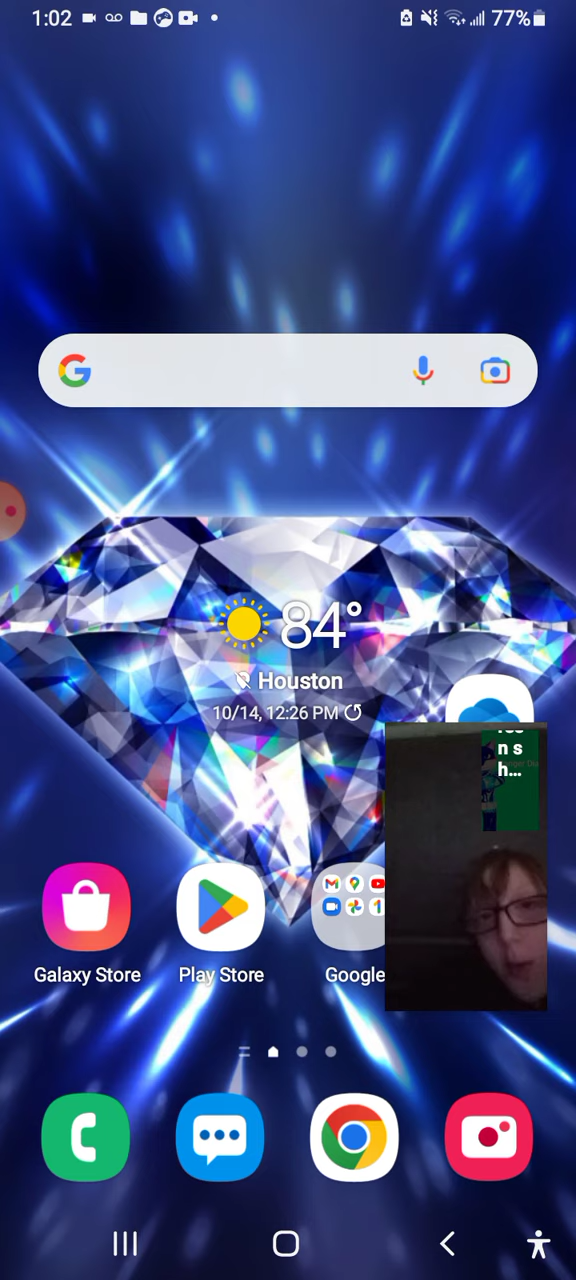 1:02
77%
84°
Houston
10/14, 12:26 PM
n s
h...
Galaxy Store
Play Store
Google